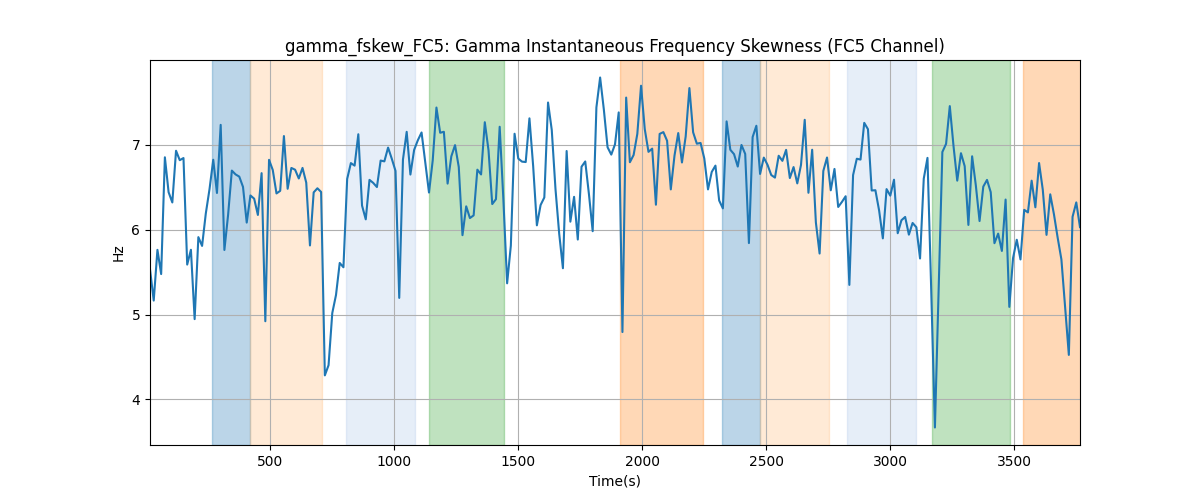 gamma_fskew_FC5: Gamma Instantaneous Frequency Skewness (FC5 Channel)
7
6
5
4
Hz
500 1000 1500 2000 2500 3000 3500
Time(s)